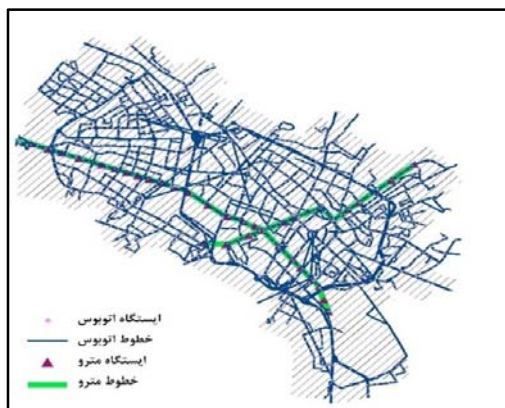 ایستگاه اتوبوس
خطوط اتوبوس
ایستگاه مترو
خطوط مترو